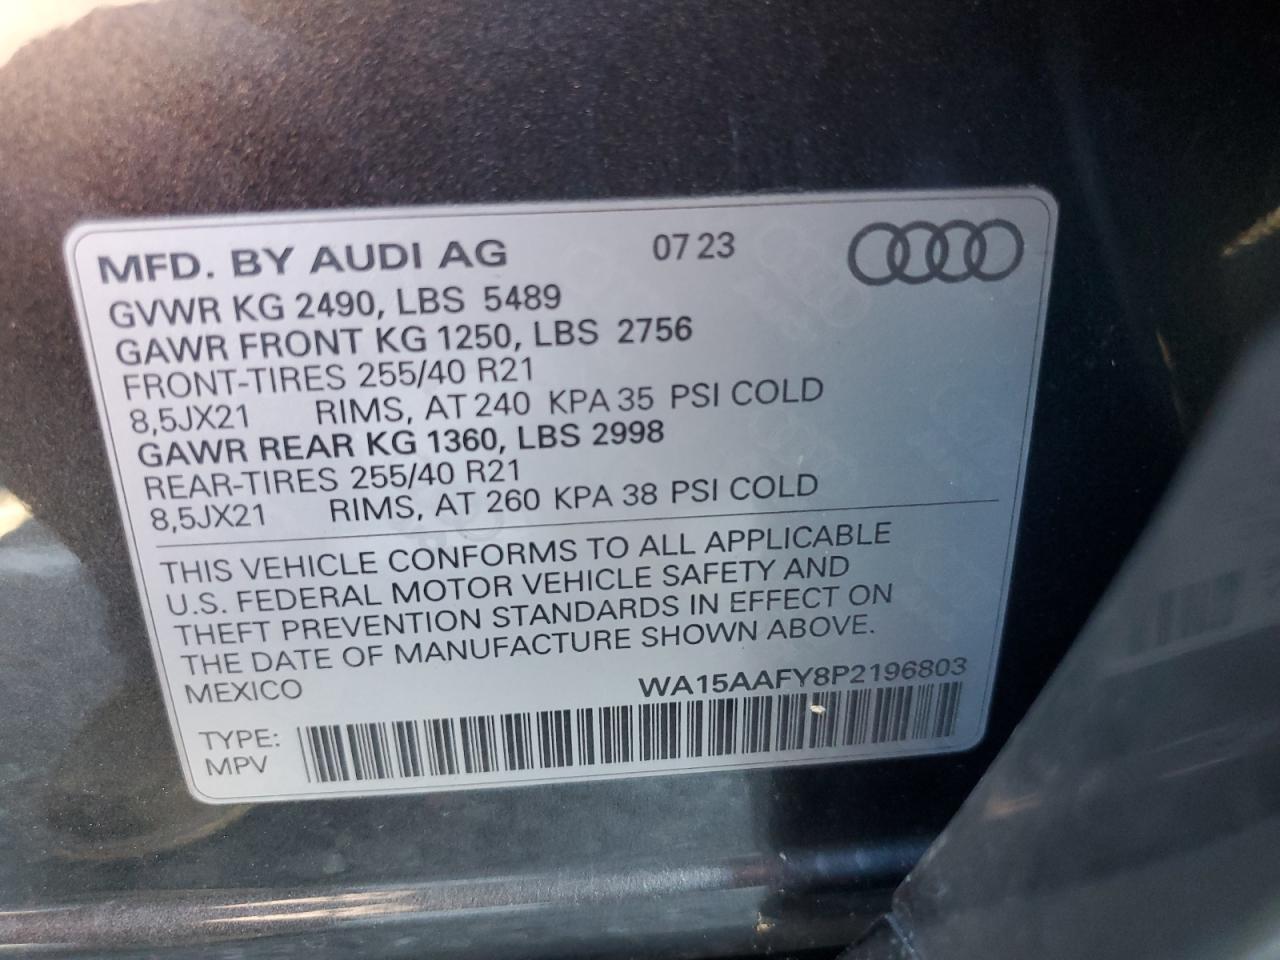 MFD. BY AUDI AG 07 23
GVWR KG 2490, LBS 5489
GAWR FRONT KG 1250, LBS 2756
FRONT-TIRES 255/40 R21
8,5JX21 RIMS, AT 240 KPA 35 PSI COLD
GAWR REAR KG 1360, LBS 2998
REAR-TIRES 255/40 R21
8,5JX21 RIMS, AT 260 KPA 38 PSI COLD
THIS VEHICLE CONFORMS TO ALL APPLICABLE
U.S. FEDERAL MOTOR VEHICLE SAFETY AND
THEFT PREVENTION STANDARDS IN EFFECT ON
THE DATE OF MANUFACTURE SHOWN ABOVE.
MEXICO WA15AAFY8P2196803
TYPE:
MPV